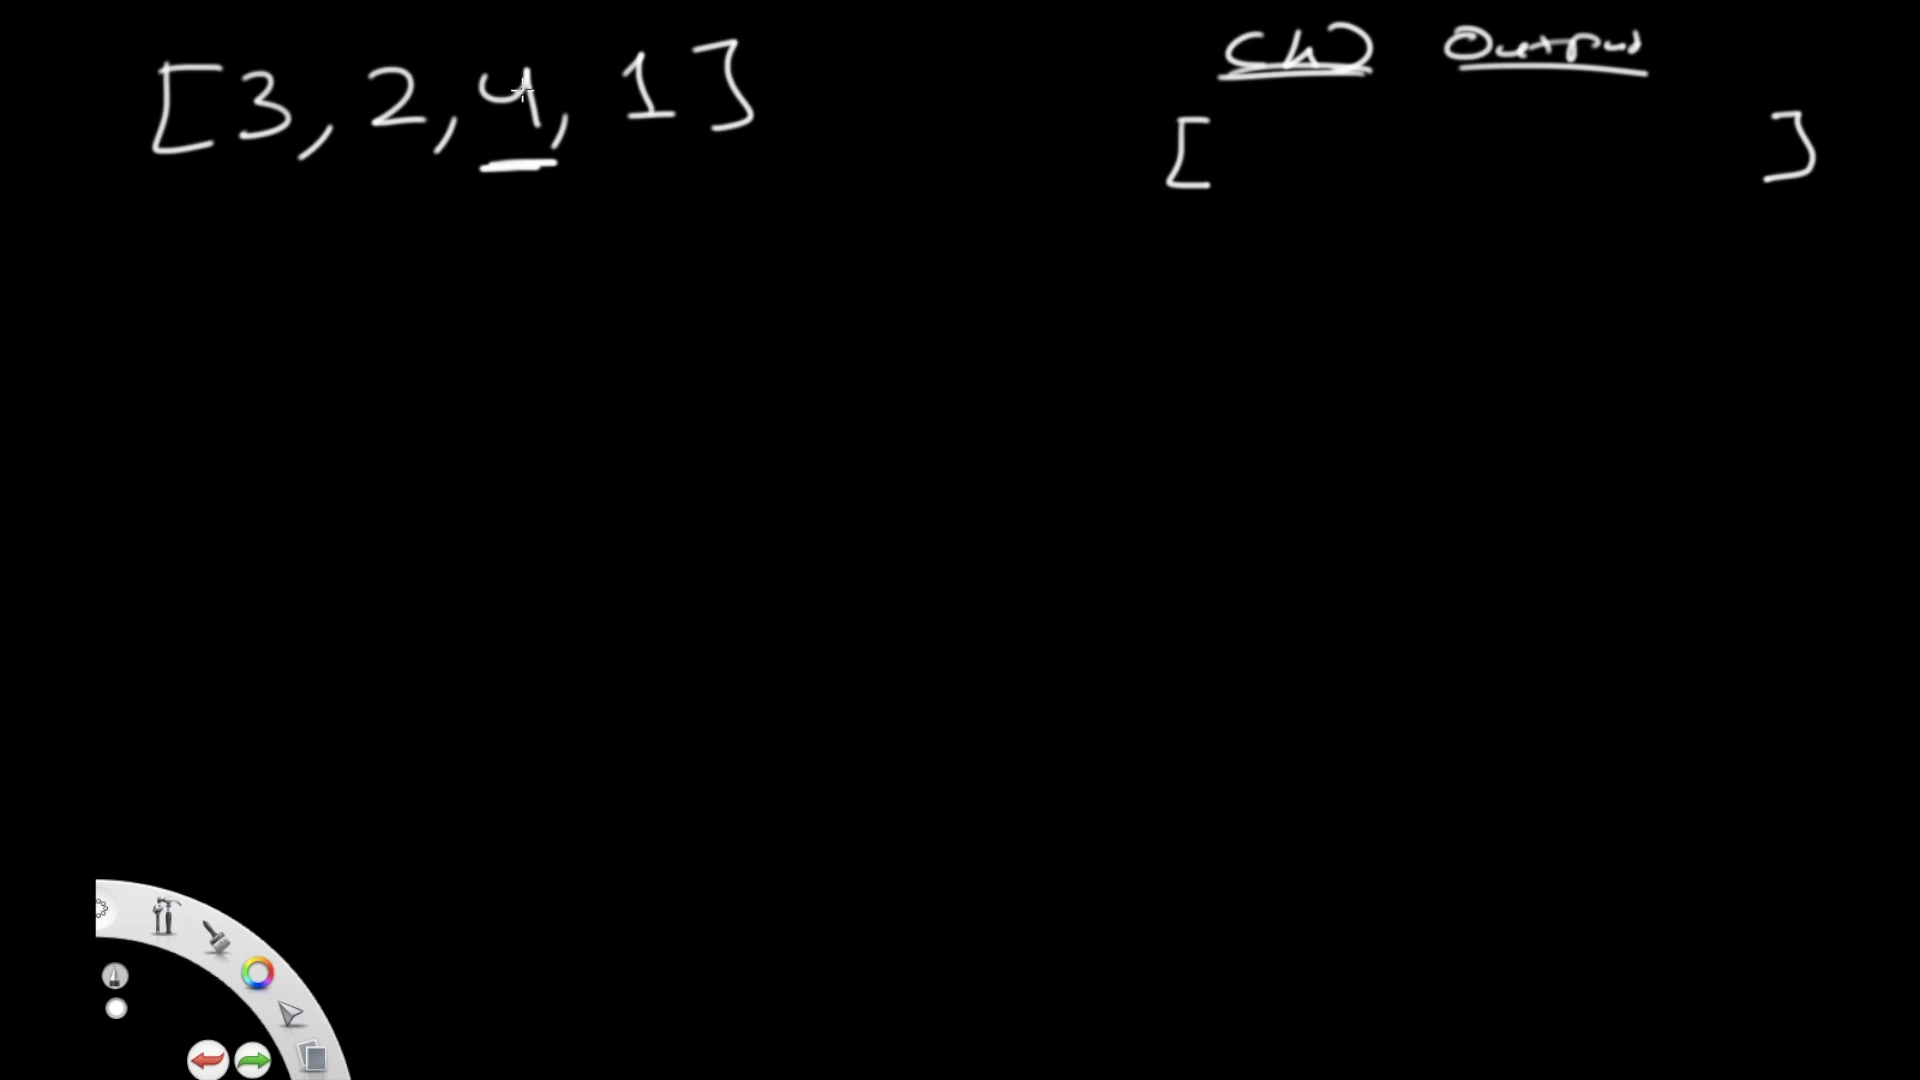 [3, 2, 4, 1]
(h) Output
[ ]